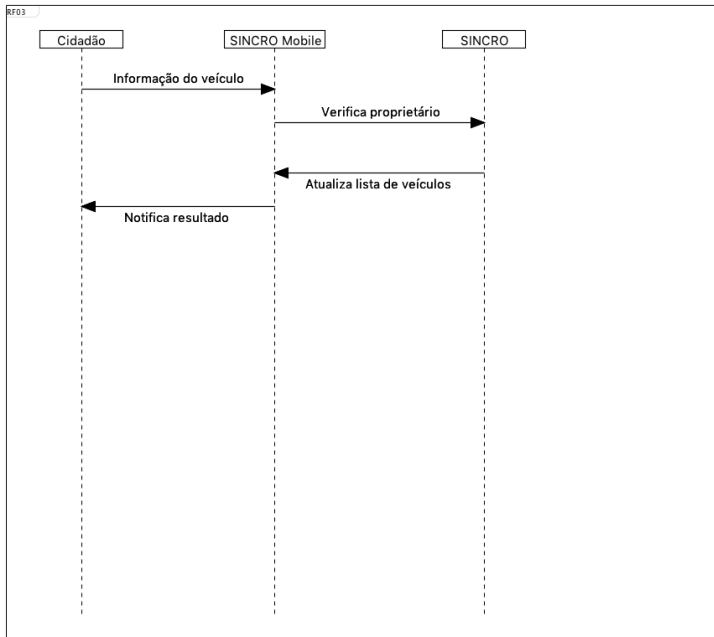 RF03
Cidadão
SINCRO Mobile
SINCRO
Informação do veículo
Verifica proprietário
Atualiza lista de veículos
Notifica resultado